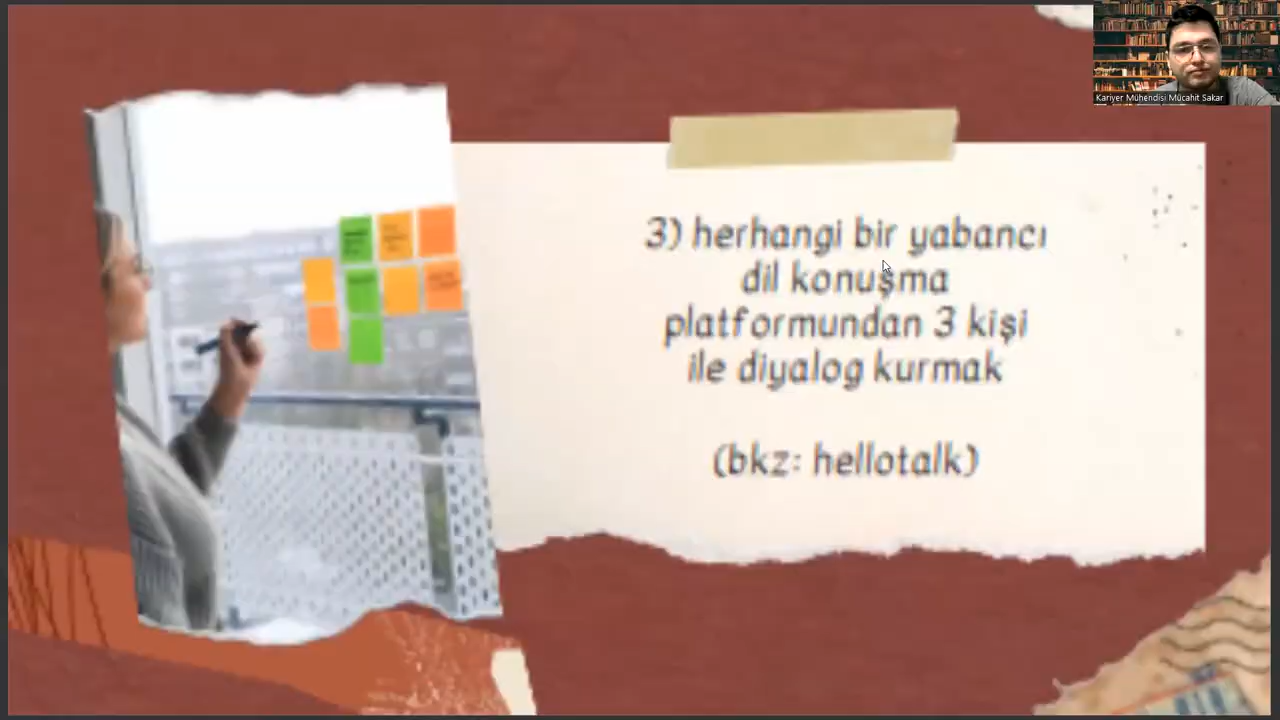 Kariyer Mühendisi Mücahit Sakar
3) herhangi bir yabancı
dil konuşma
platformundan 3 kişi
ile diyalog kurmak
(bkz: hellotalk)